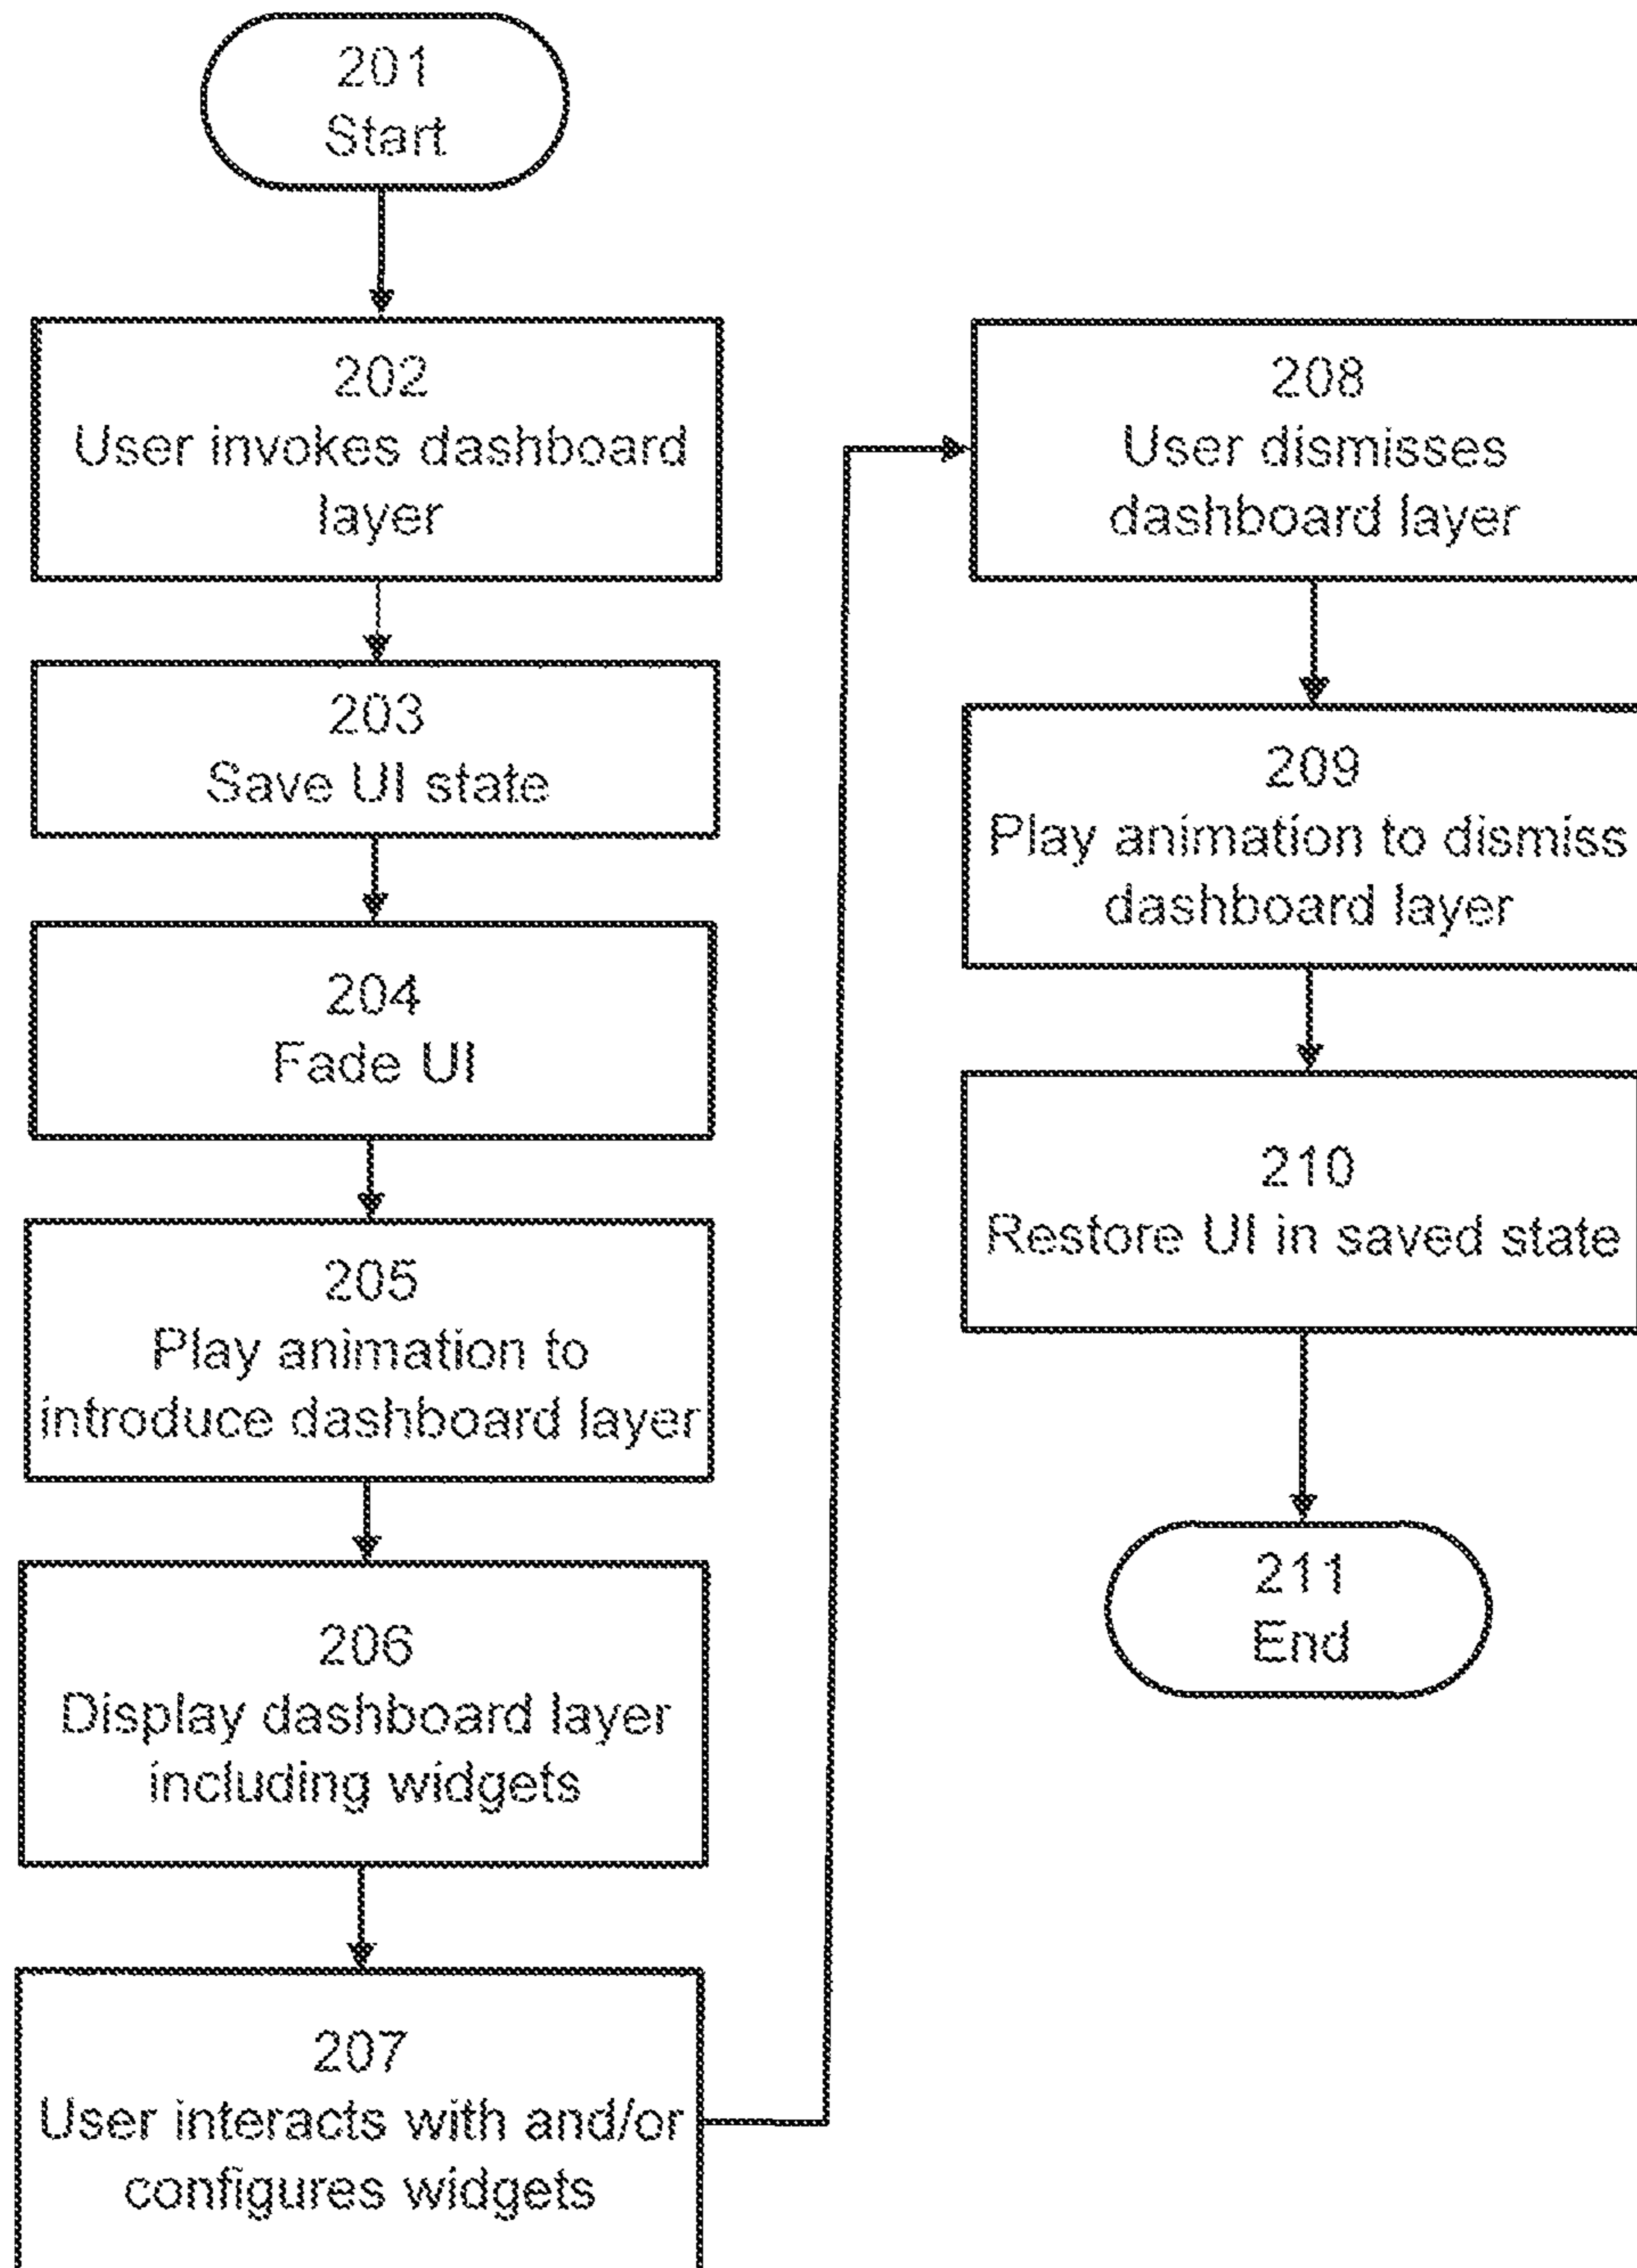 201
Start
202
User invokes dashboard
layer
203
Save UI state
204
Fade UI
205
Play animation to
introduce dashboard layer
206
Display dashboard layer
including widgets
207
User interacts with and/or
configures widgets
208
User dismisses
dashboard layer
209
Play animation to dismiss
dashboard layer
210
Restore UI in saved state
211
End